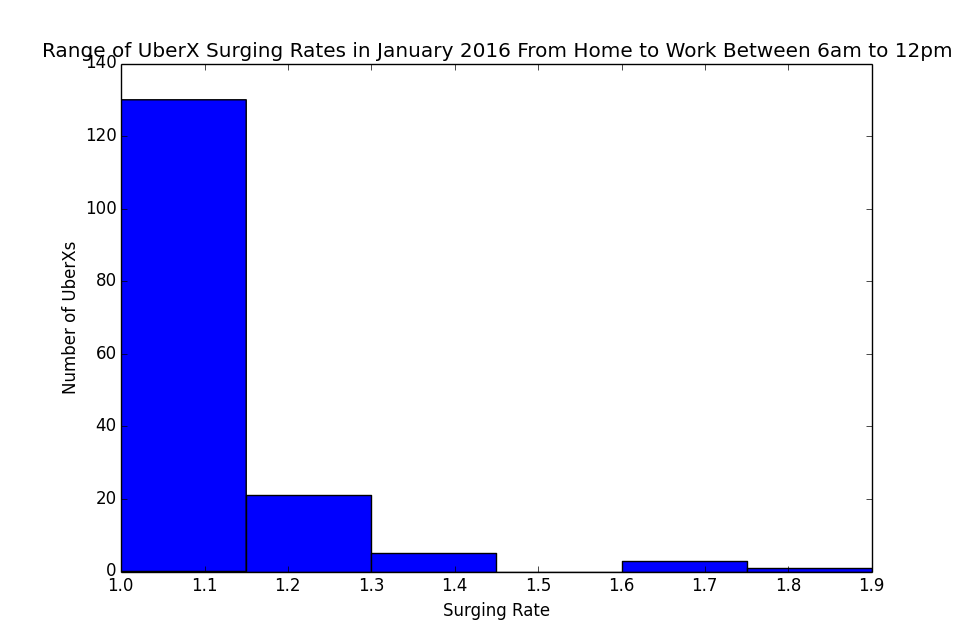 Range of UberX Surging Rates in January 2016 From Home to Work Between 6am to 12pm
140
120
100
80
60
40
20
0
Number of UberXs
1.0 1.1 1.2 1.3 1.4 1.5 1.6 1.7 1.8 1.9
Surging Rate